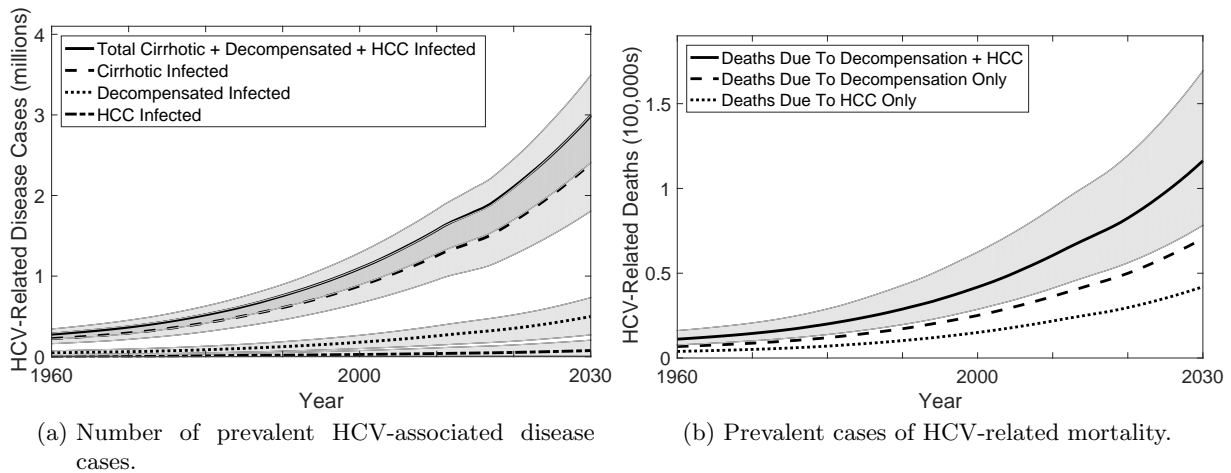 HCV-Related Disease Cases (millions)
4
3
2
1
0
Total Cirrhotic + Decompensated + HCC Infected
Cirrhotic Infected
Decompensated Infected
HCC Infected
1960
2000
2030
Year
(a) Number of prevalent HCV-associated disease
cases.
HCV-Related Deaths (100,000s)
1.5
1
0.5
0
Deaths Due To Decompensation + HCC
Deaths Due To Decompensation Only
Deaths Due To HCC Only
1960
2000
2030
Year
(b) Prevalent cases of HCV-related mortality.